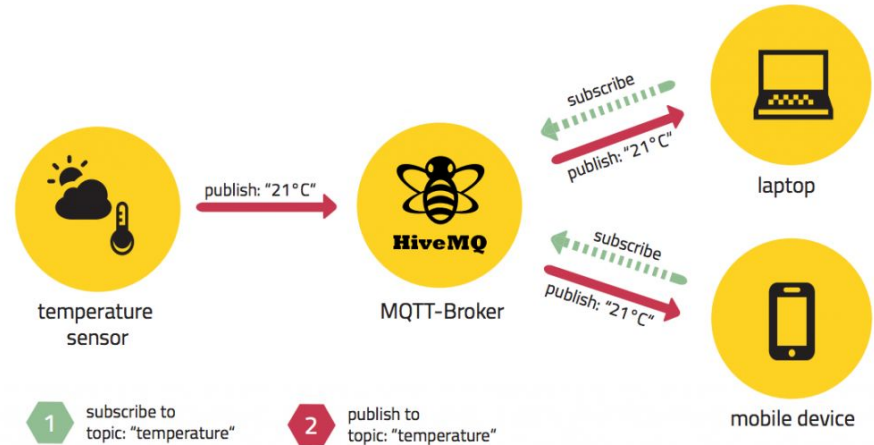 subscribe
publish: "21°C"
laptop
publish: "21°C"
HiveMQ
temperature
sensor
MQTT-Broker
subscribe
publish: "21°C"
mobile device
1
subscribe to
topic: "temperature"
2
publish to
topic: "temperature"